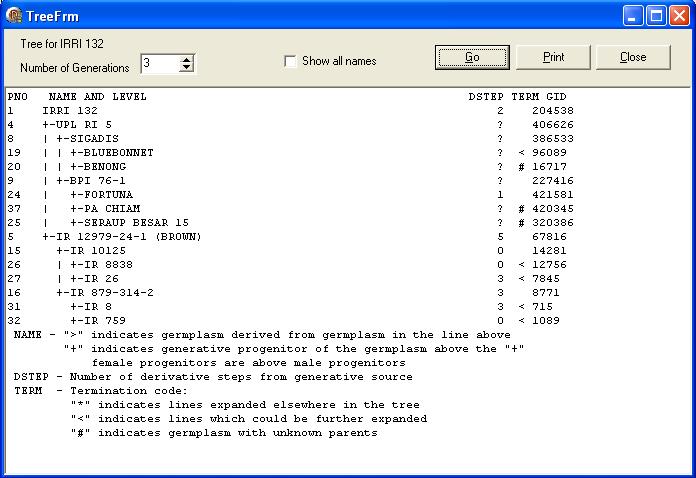 TreeFrm
Tree for IRRI 132
Number of Generations 3 Show all names Go Print Close
PNO NAME AND LEVEL DSTEP TERM GID
1 IRRI 132 2 204538
4 +-UPL RI 5 ? 406626
8 | +-SIGADIS ? 386533
19 | | +-BLUEBONNET ? < 96089
20 | | +-BENONG ? # 16717
9 +-BPI 76-1 ? 227416
24 | +-FORTUNA 1 421581
37 | +-PA CHIAM ? # 420345
25 | +-SERAUP BESAR 15 ? # 320386
5 +-IR 12979-24-1 (BROWN) 5 67816
15 +-IR 10125 0 14281
26 | +-IR 8838 0 < 12756
27 | +-IR 26 3 < 7845
16 +-IR 879-314-2 3 8771
31 +-IR 8 3 < 715
32 +-IR 759 0 < 1089
NAME - ">" indicates germplasm derived from germplasm in the line above
"+" indicates generative progenitor of the germplasm above the "+"
female progenitors are above male progenitors
DSTEP - Number of derivative steps from generative source
TERM - Termination code:
"*" indicates lines expanded elsewhere in the tree
"<" indicates lines which could be further expanded
"#" indicates germplasm with unknown parents